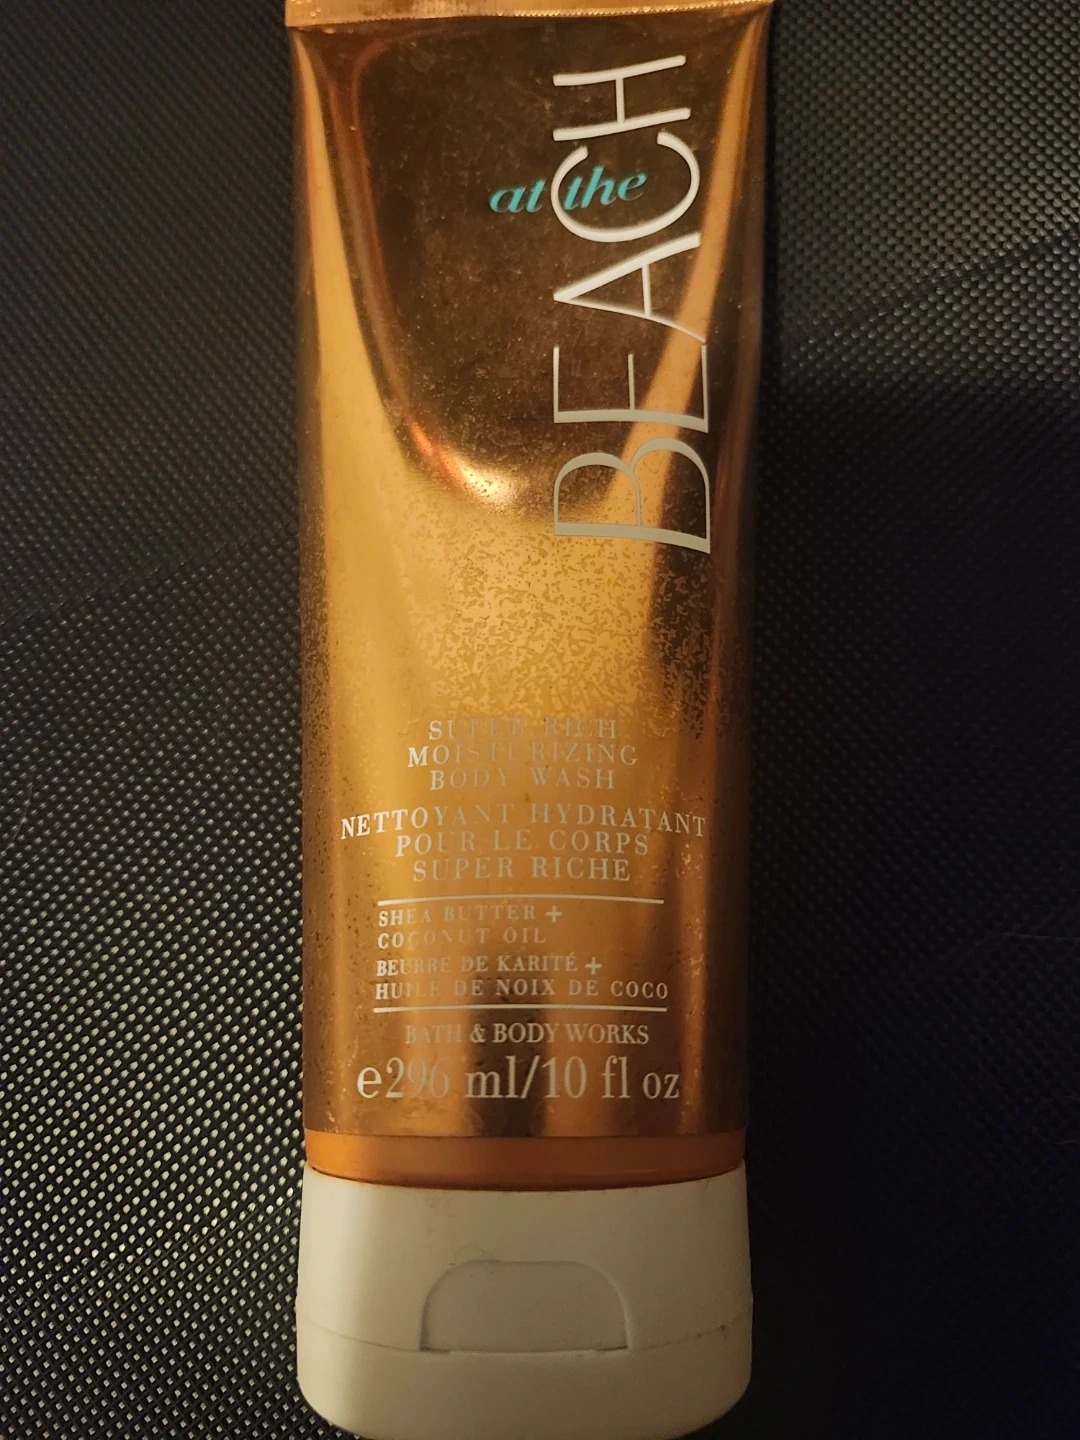 at the
BEACH
SUPER RICH
MOISTURIZING
BODY WASH
NETTOYANT HYDRATANT
POUR LE CORPS
SUPER RICHE
SHEA BUTTER +
COCONUT OIL
BEURRE DE KARITÉ +
HUILE DE NOIX DE COCO
BATH & BODY WORKS
e296 ml/10 fl oz